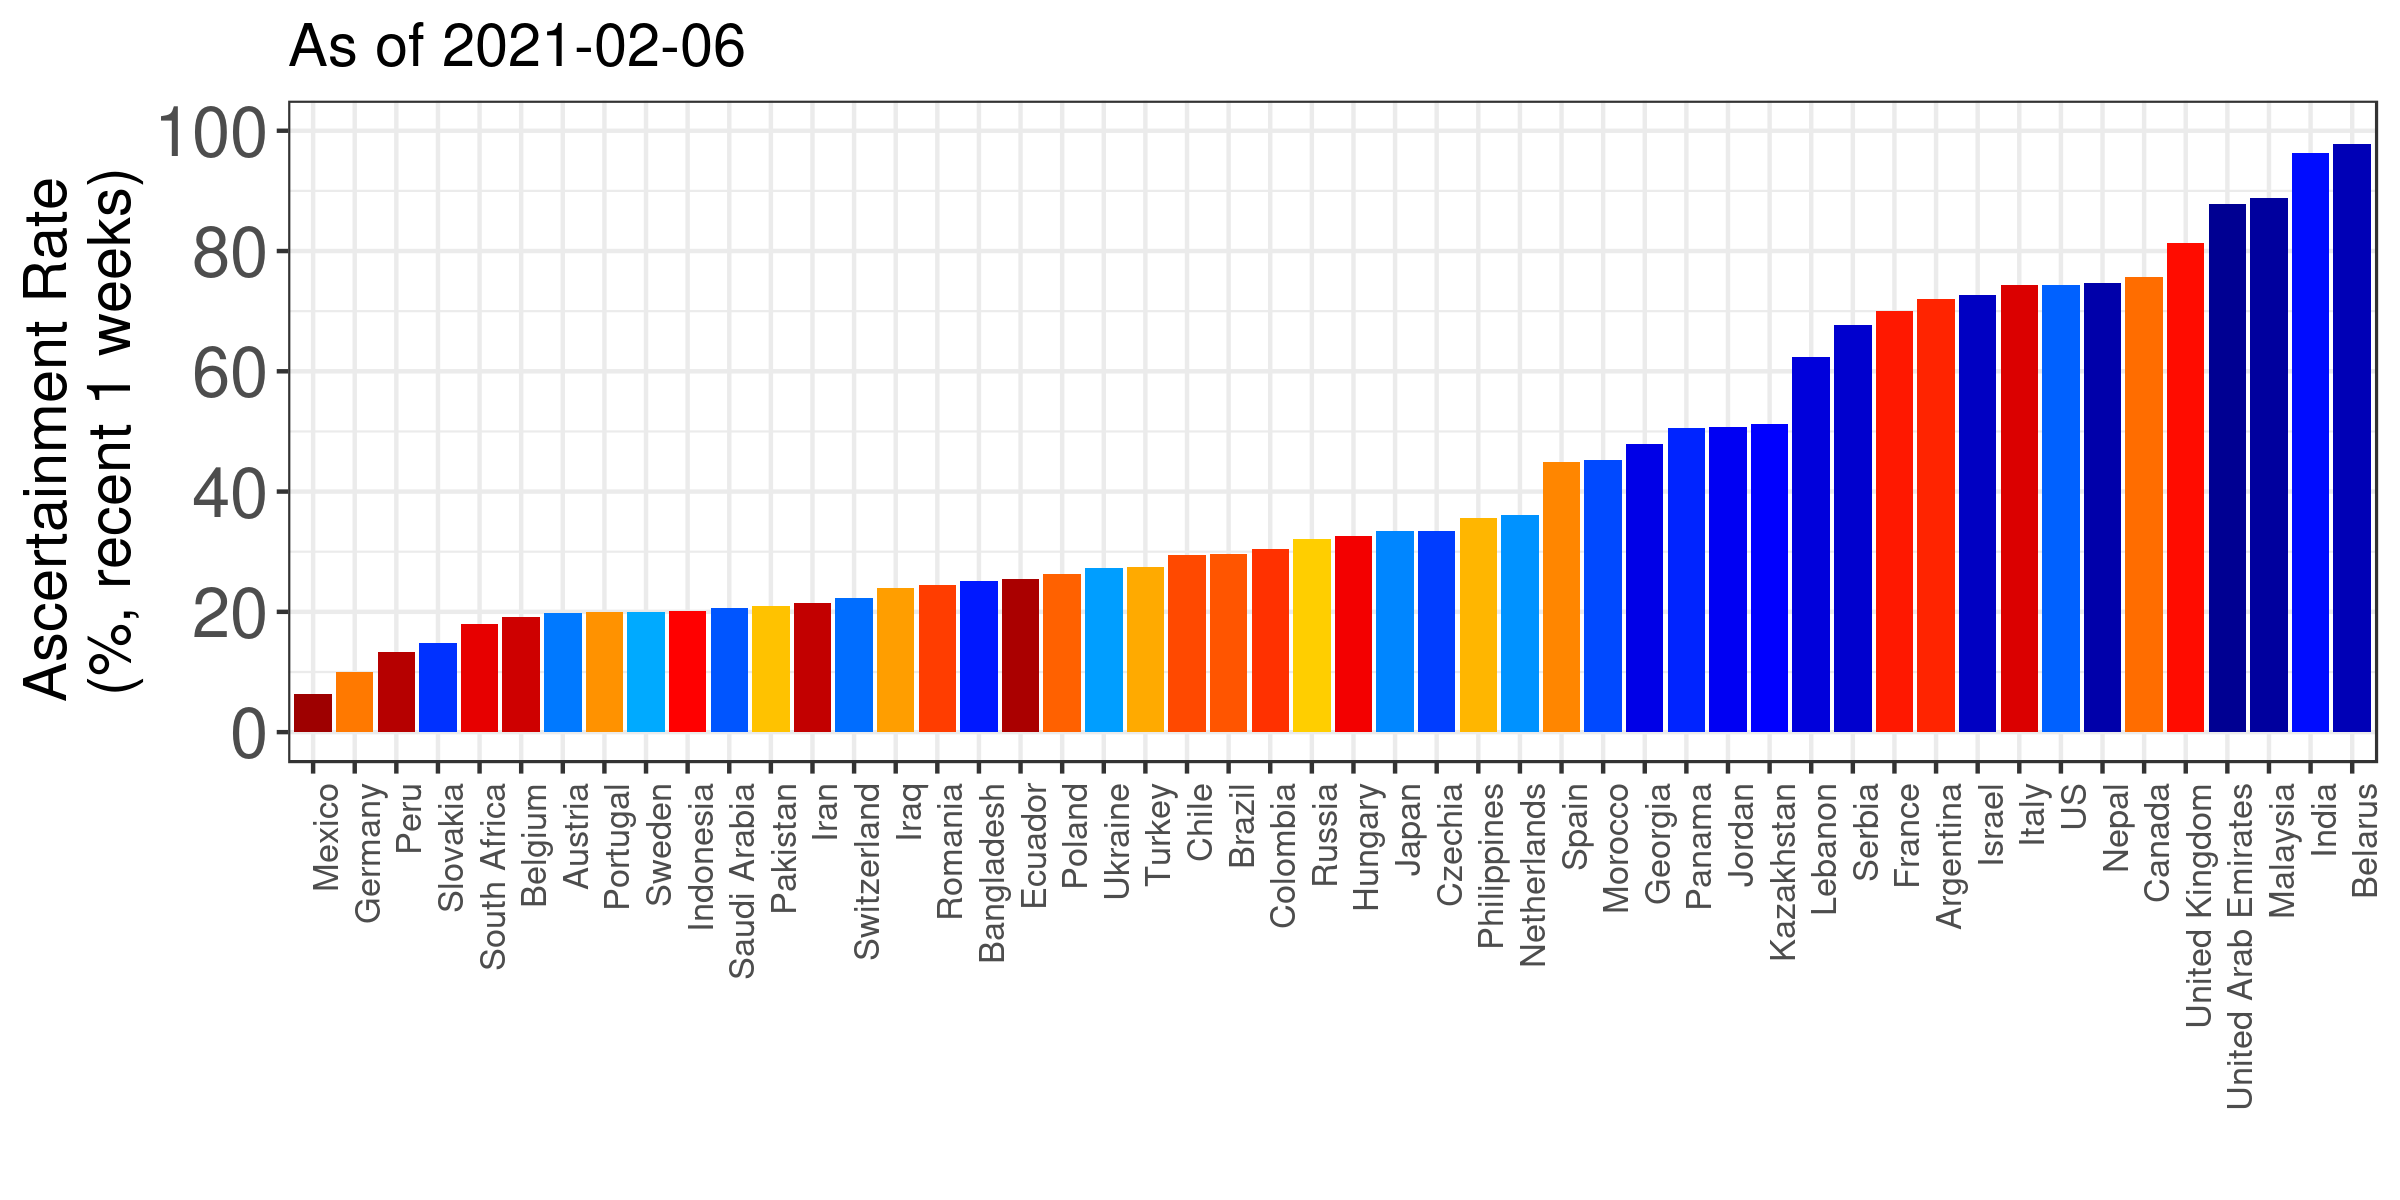 As of 2021-02-06
Ascertainment Rate
(%, recent 1 weeks)
100
80
60
40
20
0
Mexico
Germany
Peru
Slovakia
South Africa
Belgium
Austria
Portugal
Sweden
Indonesia
Saudi Arabia
Pakistan
Iran
Switzerland
Iraq
Romania
Bangladesh
Ecuador
Poland
Ukraine
Turkey
Chile
Brazil
Colombia
Russia
Hungary
Japan
Czechia
Philippines
Netherlands
Spain
Morocco
Georgia
Panama
Jordan
Kazakhstan
Lebanon
Serbia
France
Argentina
Israel
Italy
US
Nepal
Canada
United Kingdom
United Arab Emirates
Malaysia
India
Belarus